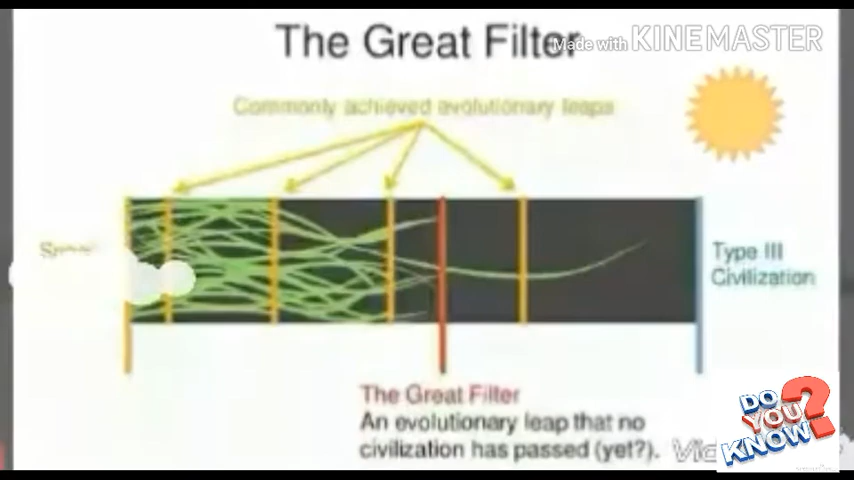 The Great Filter
Made with KINEMASTER
Commonly achieved evolutionary leaps
Type III
Civilization
The Great Filter
An evolutionary leap that no
civilization has passed (yet?).
DO
YOU
KNOW
?